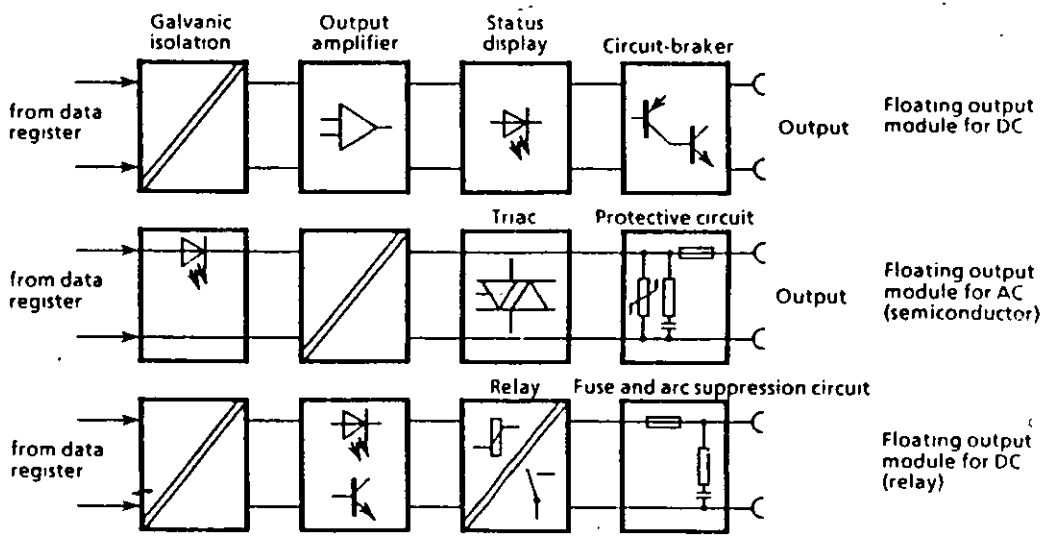 Galvanic
isolation
Output
amplifier
Status
display
Circuit-braker
from data
register
Output
Floating output
module for DC
Triac
Protective circuit
from data
register
Output
Floating output
module for AC
(semiconductor)
Relay
Fuse and arc suppression circuit
from data
register
Floating output
module for DC
(relay)